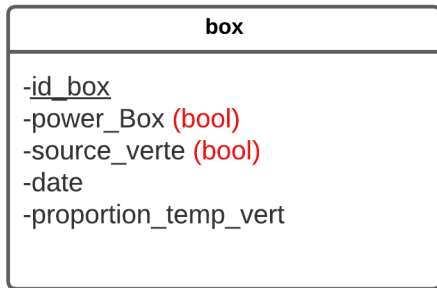 box
-id_box
-power_Box (bool)
-source_verte (bool)
-date
-proportion_temp_vert